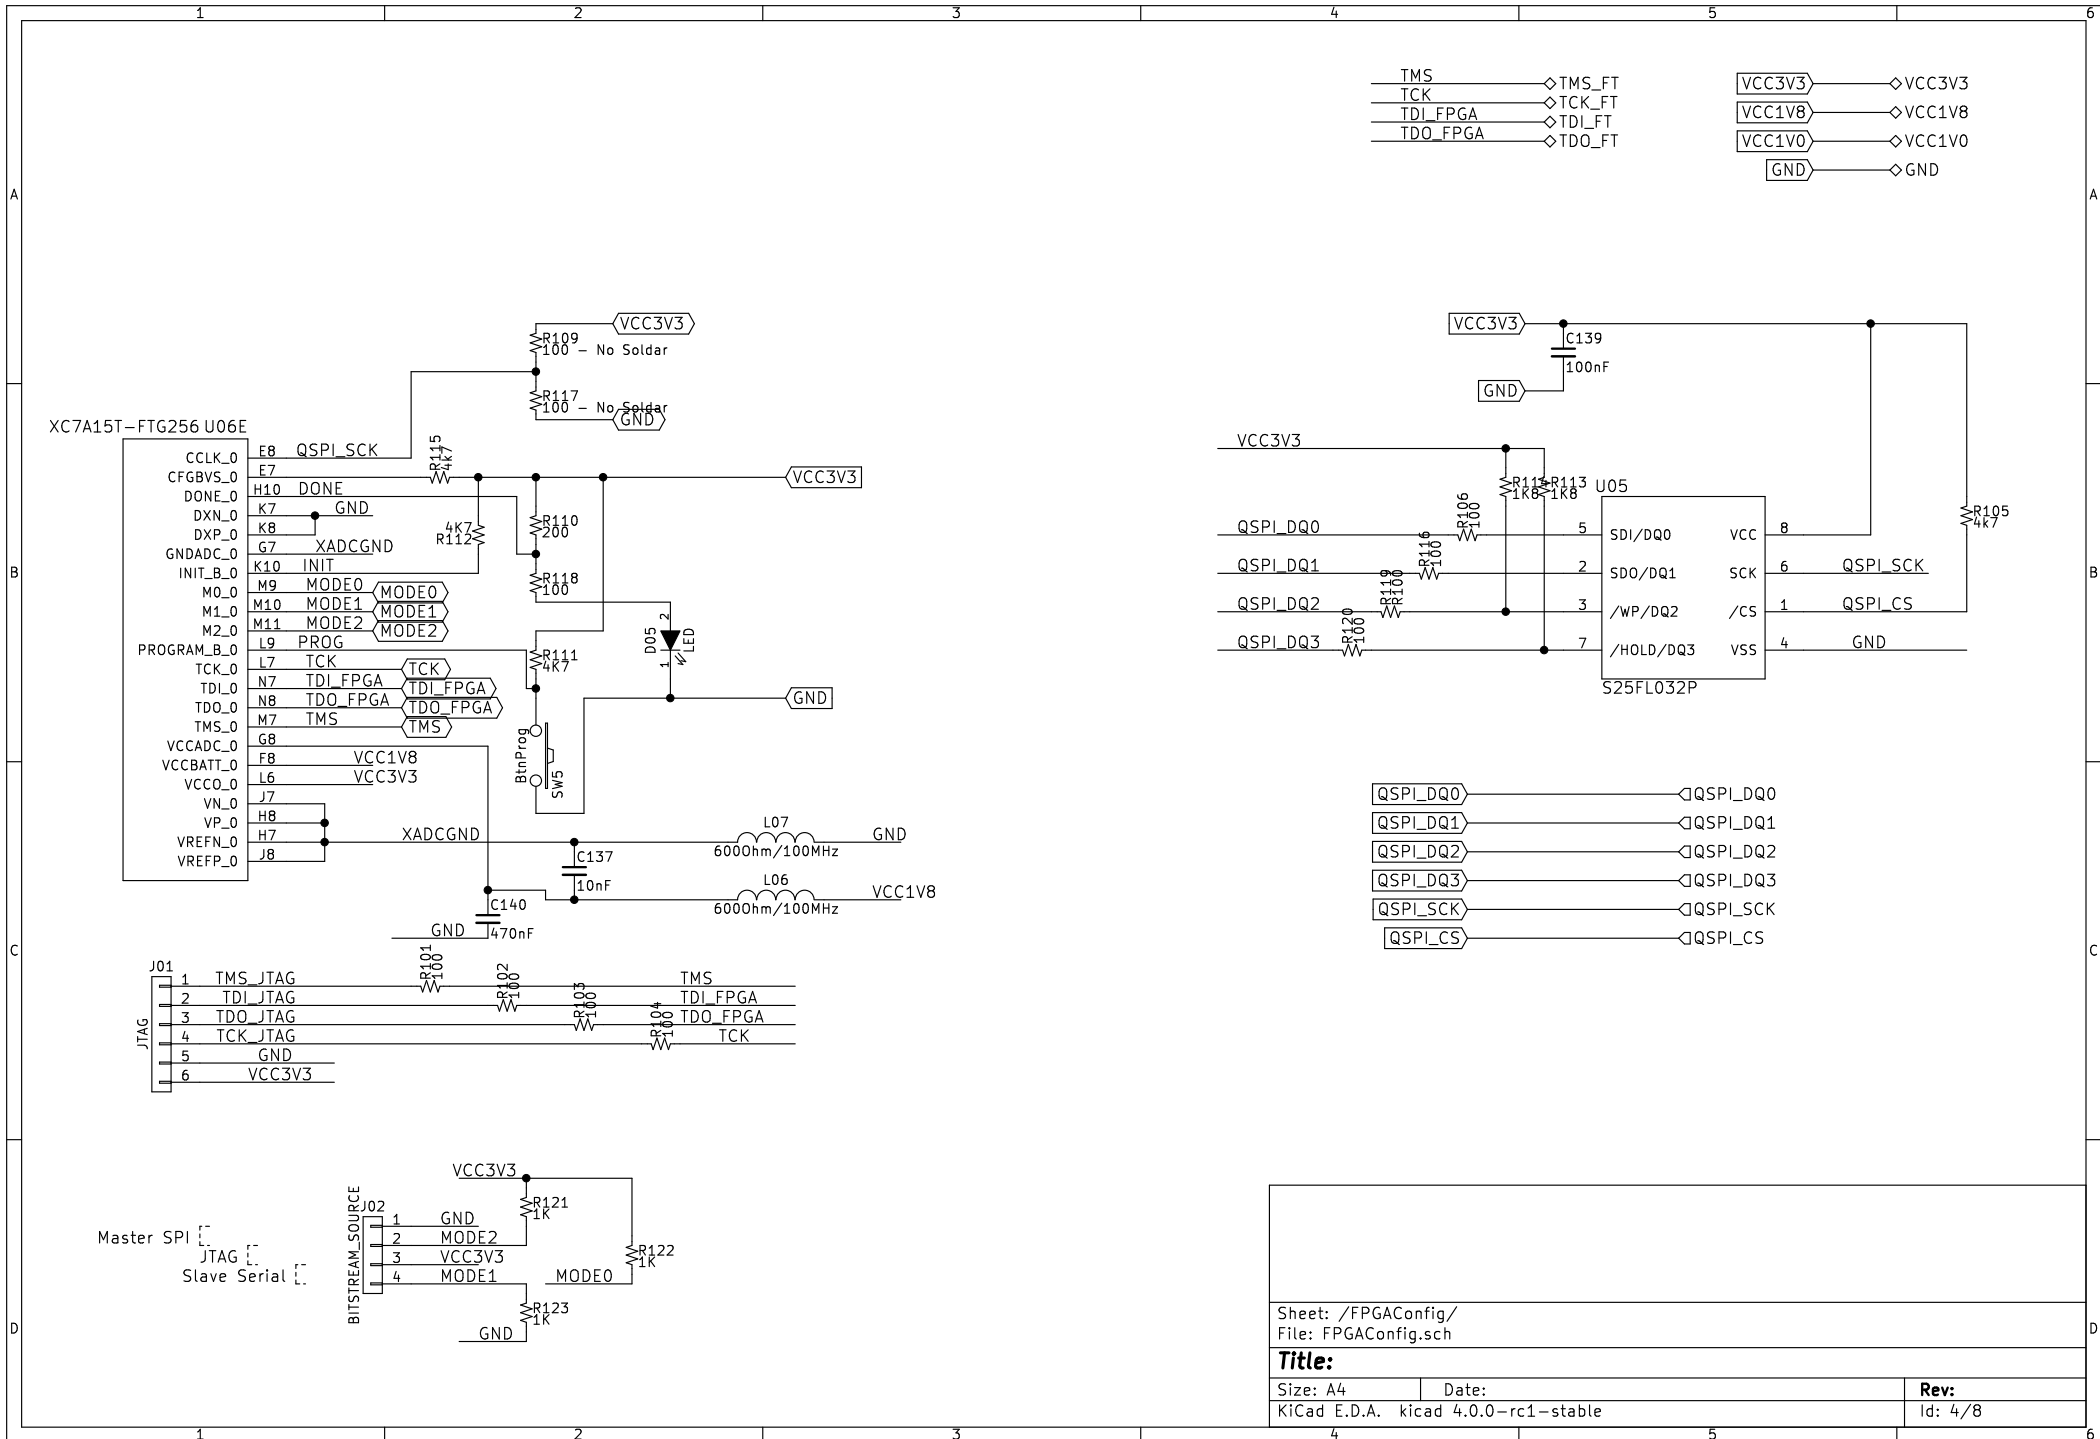 1 2 3 4 5 6
A
B
C
D
TMS TMS_FT
TCK TCK_FT
TDI_FPGA TDI_FT
TDO_FPGA TDO_FT
VCC3V3 VCC3V3
VCC1V8 VCC1V8
VCC1V0 VCC1V0
GND GND
VCC3V3
R109
100 - No Soldar
R117
100 - No Soldar
GND
XC7A15T-FTG256 U06E
CCLK_0 E8 QSPI_SCK
CFGBVS_0 E7
DONE_0 H10 DONE
DXN_0 K7 GND
DXP_0 K8
GNDADC_0 G7 XADCGND
INIT_B_0 K10 INIT
M0_0 M9 MODE0 MODE0
M1_0 M10 MODE1 MODE1
M2_0 M11 MODE2 MODE2
PROGRAM_B_0 L9 PROG
TCK_0 L7 TCK TCK
TDI_0 N7 TDI_FPGA TDI_FPGA
TDO_0 N8 TDO_FPGA TDO_FPGA
TMS_0 M7 TMS TMS
VCCADC_0 G8
VCCBATT_0 F8 VCC1V8
VCCO_0 L6 VCC3V3
VN_0 J7
VP_0 H8
VREFN_0 H7 XADCGND
VREFP_0 J8
R115
4k7
VCC3V3
4K7
R112
R110
200
R118
100
R111
4K7
D05
LED
2
1
GND
BtnProg
SW5
L07
600Ohm/100MHz
GND
C137
10nF
L06
600Ohm/100MHz
VCC1V8
C140
470nF
GND
VCC3V3
C139
100nF
GND
VCC3V3
R114
1K8
R113
1K8
U05
QSPI_DQ0 R106 100 5 SDI/DQ0
QSPI_DQ1 R116 100 2 SDO/DQ1
QSPI_DQ2 R119 R100 3 /WP/DQ2
QSPI_DQ3 R120 100 7 /HOLD/DQ3
VCC 8
SCK 6 QSPI_SCK
/CS 1 QSPI_CS
VSS 4 GND
R105
4k7
S25FL032P
QSPI_DQ0 QSPI_DQ0
QSPI_DQ1 QSPI_DQ1
QSPI_DQ2 QSPI_DQ2
QSPI_DQ3 QSPI_DQ3
QSPI_SCK QSPI_SCK
QSPI_CS QSPI_CS
J01
JTAG
1 TMS_JTAG R101 100 TMS
2 TDI_JTAG R102 100 TDI_FPGA
3 TDO_JTAG R103 100 TDO_FPGA
4 TCK_JTAG R104 100 TCK
5 GND
6 VCC3V3
VCC3V3
R121
1K
R122
1K
J02
BITSTREAM_SOURCE
1 GND
2 MODE2
3 VCC3V3
4 MODE1
MODE0
R123
1K
GND
Master SPI
JTAG
Slave Serial
Sheet: /FPGAConfig/
File: FPGAConfig.sch
Title:
Size: A4 Date: Rev:
KiCad E.D.A. kicad 4.0.0-rc1-stable Id: 4/8
A
B
C
D
1 2 3 4 5 6